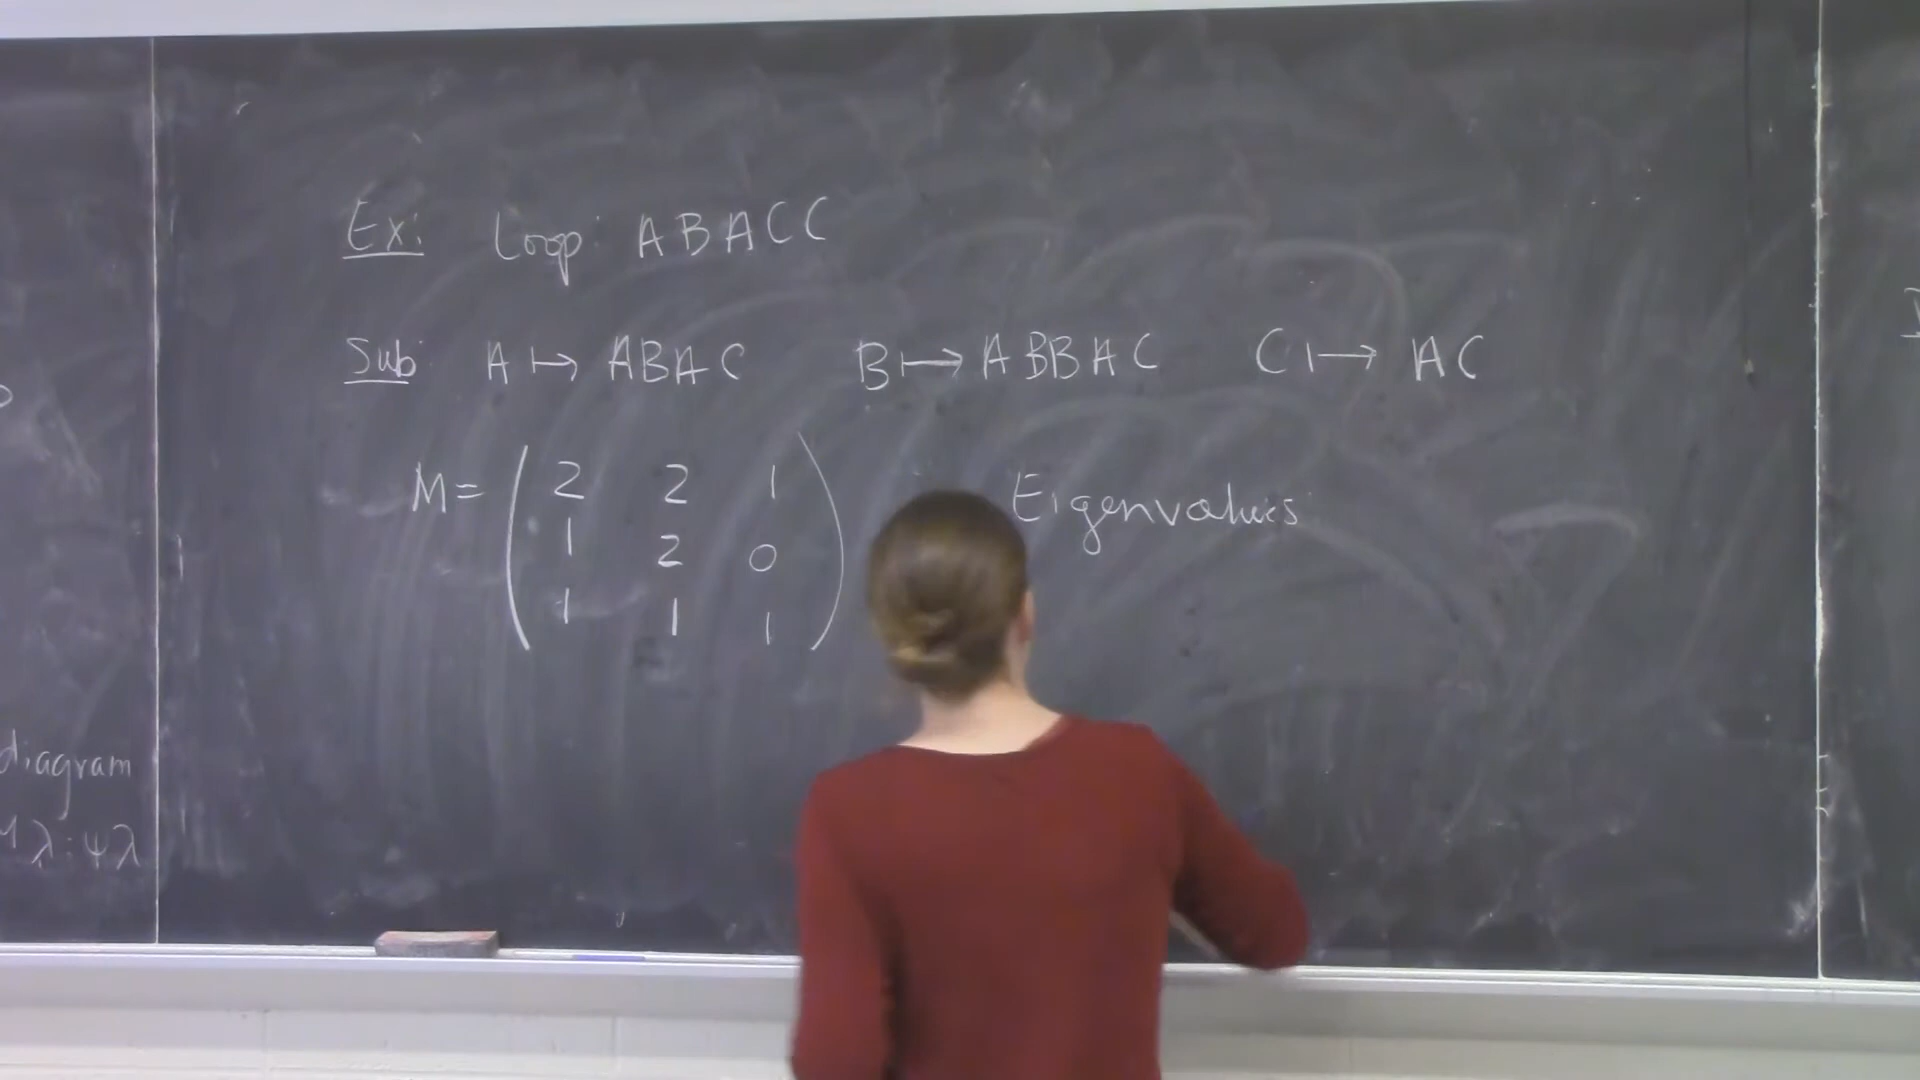 Ex: Loop: ABACC
Sub: A ↦ ABAC B ↦ ABBAC C ↦ AC
M = ( 2 2 1
1 2 0
1 1 1 )
Eigenvalues:
diagram
λ: ψλ